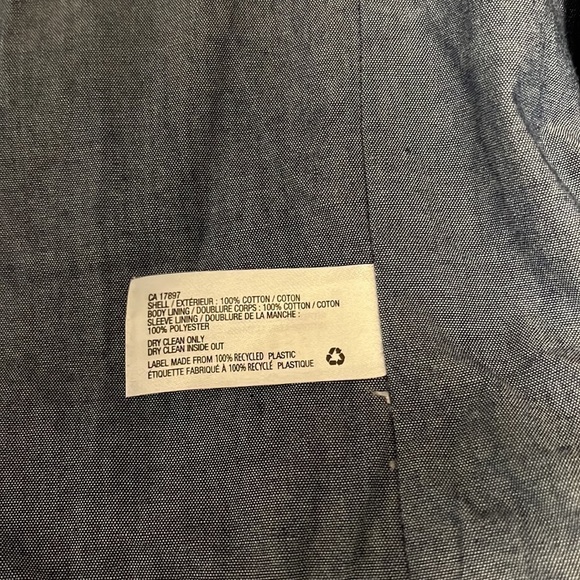 CA 17897
SHELL / EXTÉRIEUR : 100% COTTON / COTON
BODY LINING / DOUBLURE CORPS : 100% COTTON / COTON
SLEEVE LINING / DOUBLURE DE LA MANCHE :
100% POLYESTER
DRY CLEAN ONLY
DRY CLEAN INSIDE OUT
LABEL MADE FROM 100% RECYCLED PLASTIC
ÉTIQUETTE FABRIQUÉ À 100% RECYCLÉ PLASTIQUE